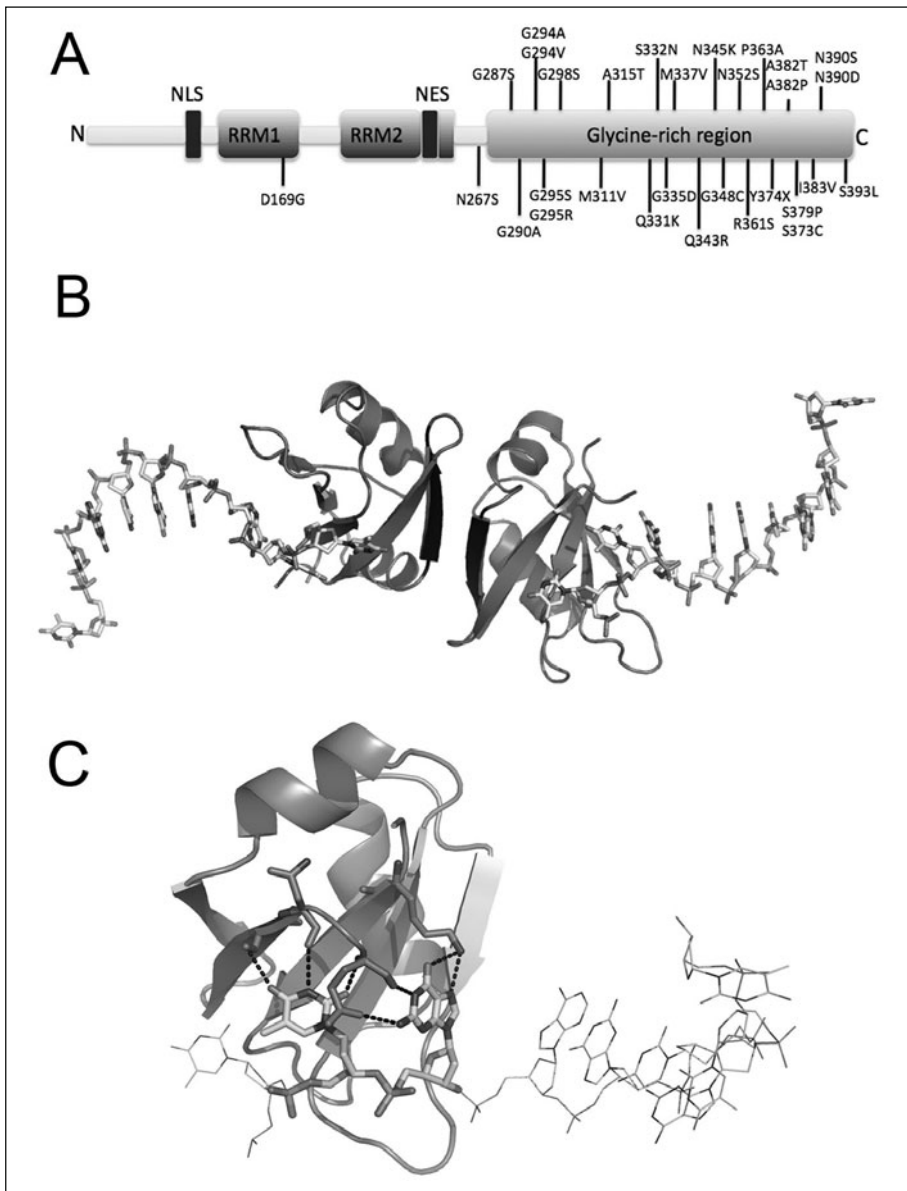 A
G294A
G294V
S332N
N345K
P363A
A382T
A382P
N390S
N390D
G287S
G298S
A315T
M337V
N352S
NLS
NES
N
RRM1
RRM2
Glycine-rich region
C
D169G
N267S
G290A
G295S
G295R
M311V
Q331K
G335D
Q343R
G348C
R361S
Y374X
S379P
S373C
I383V
S393L
B
C